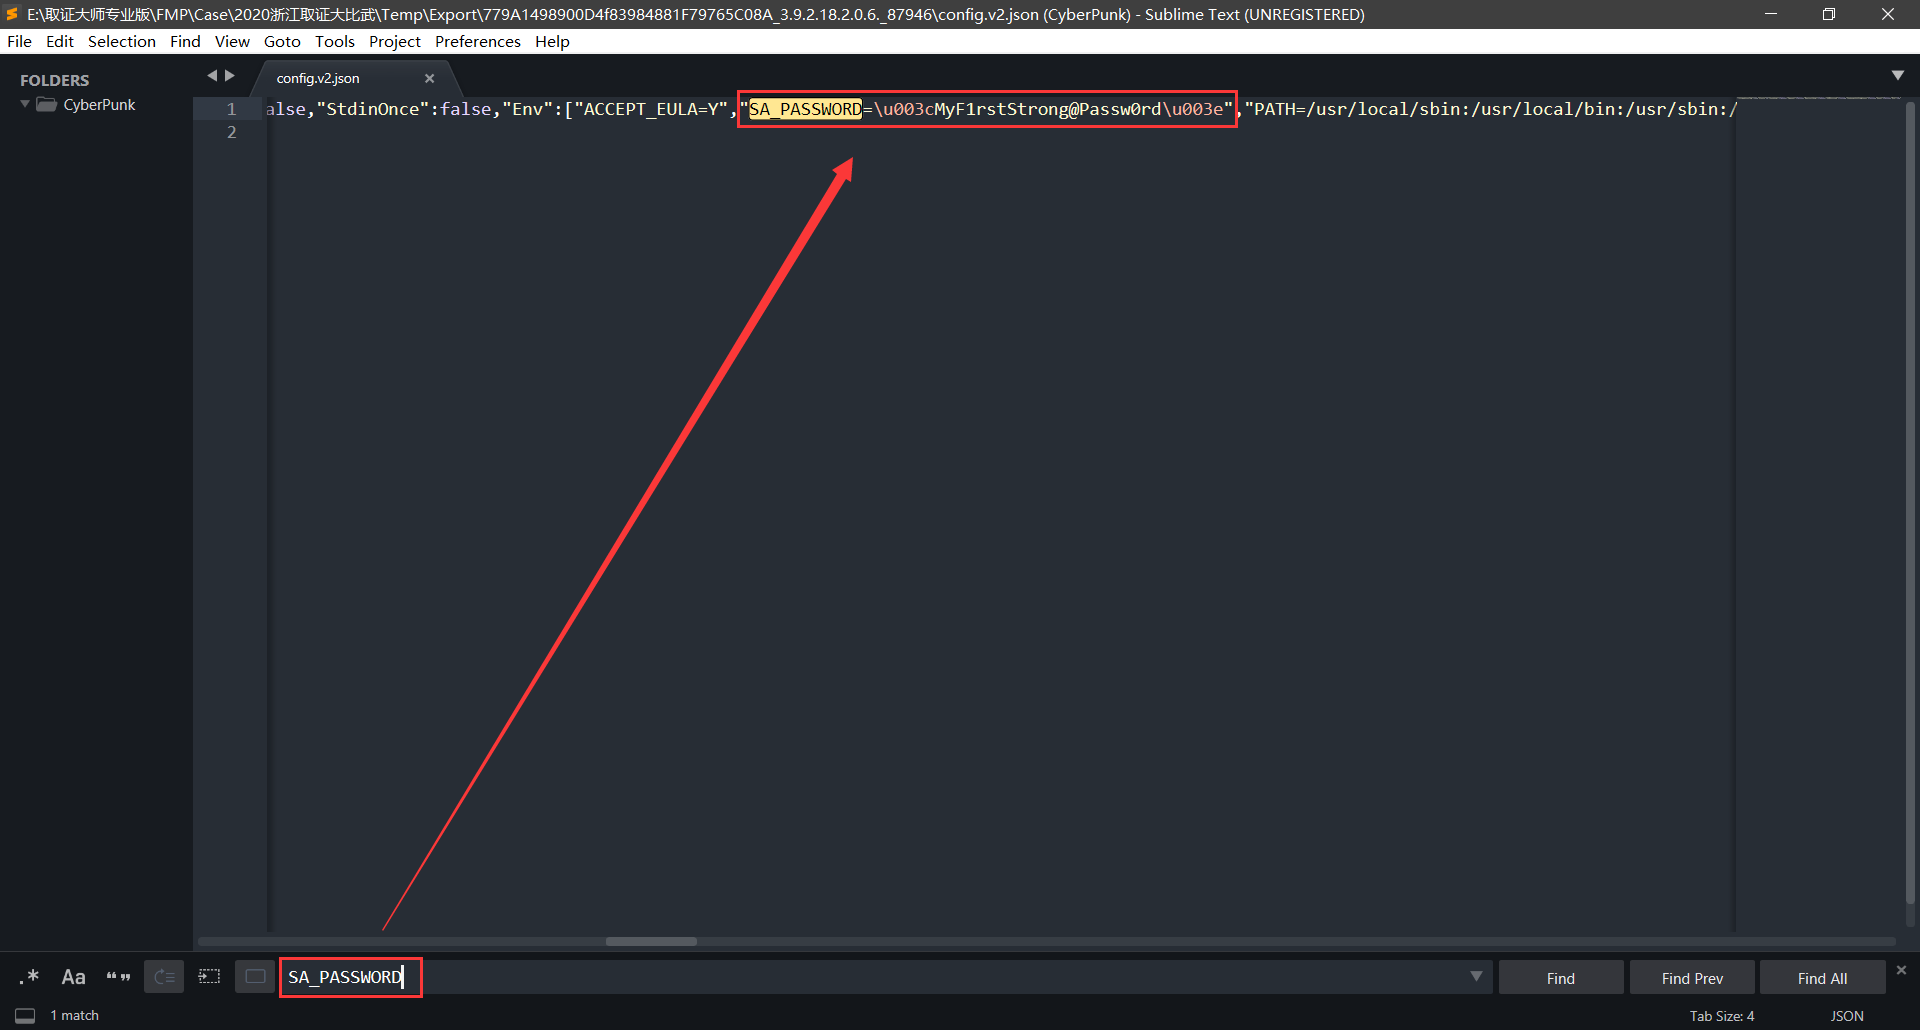 E:\取证大师专业版\FMP\Case\2020浙江取证大比武\Temp\Export\779A1498900D4f83984881F79765C08A_3.9.2.18.2.0.6._87946\config.v2.json (CyberPunk) - Sublime Text (UNREGISTERED)
File Edit Selection Find View Goto Tools Project Preferences Help
FOLDERS
CyberPunk
config.v2.json
1 alse,"StdinOnce":false,"Env":["ACCEPT_EULA=Y","SA_PASSWORD=\u003cMyF1rstStrong@Passw0rd\u003e","PATH=/usr/local/sbin:/usr/local/bin:/usr/sbin:/
2
.* Aa “” SA_PASSWORD Find Find Prev Find All
1 match Tab Size: 4 JSON